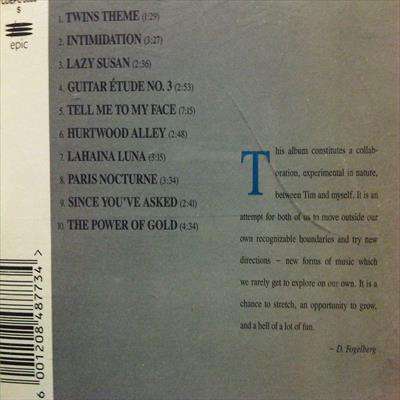 S
epic
1. TWINS THEME (1:29)
2. INTIMIDATION (3:27)
3. LAZY SUSAN (2:36)
4. GUITAR ÉTUDE NO. 3 (2:53)
5. TELL ME TO MY FACE (7:15)
6. HURTWOOD ALLEY (2:48)
7. LAHAINA LUNA (3:15)
8. PARIS NOCTURNE (3:34)
9. SINCE YOU'VE ASKED (2:41)
10. THE POWER OF GOLD (4:34)
This album constitutes a collab-
oration, experimental in nature,
between Tim and myself. It is an
attempt for both of us to move outside our
own recognizable boundaries and try new
directions – new forms of music which
we rarely get to explore on our own. It is a
chance to stretch, an opportunity to grow,
and a hell of a lot of fun.
– D. Fogelberg
6 001208 487734 >